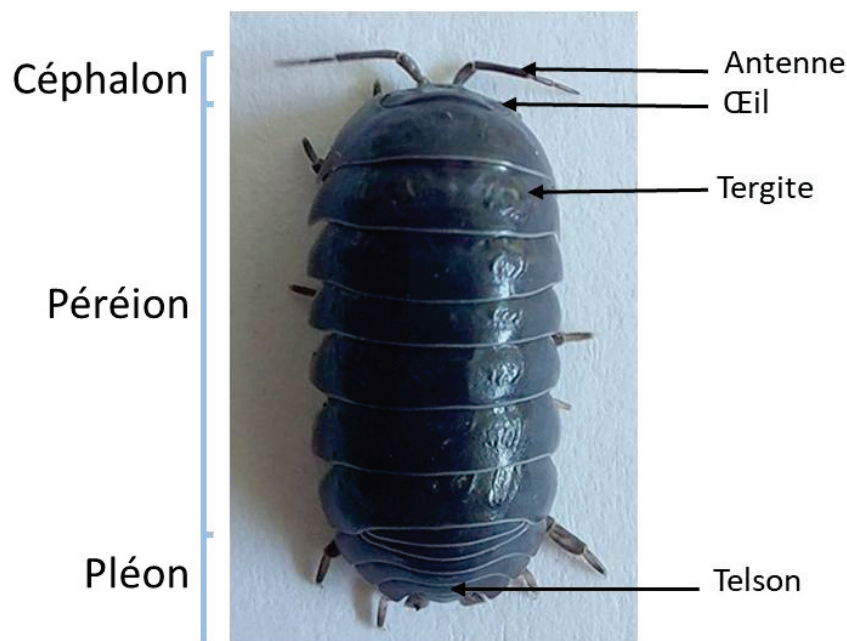 Céphalon
Antenne
Œil
Tergite
Péréion
Pléon
Telson